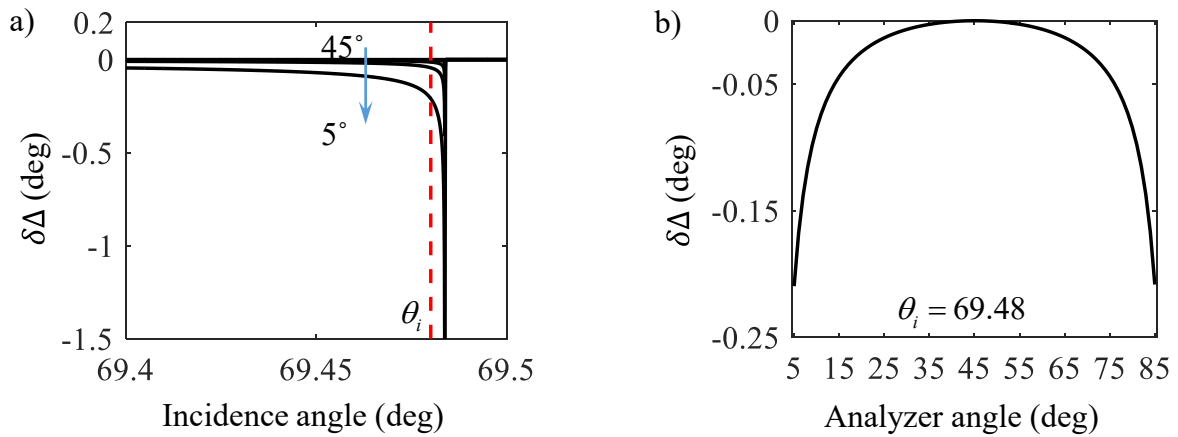 a)
δΔ (deg)
0.2
0
-0.5
-1
-1.5
45°
5°
θi
69.4 69.45 69.5
Incidence angle (deg)
b)
δΔ (deg)
0
-0.05
-0.15
-0.25
θi = 69.48
5 15 25 35 45 55 65 75 85
Analyzer angle (deg)